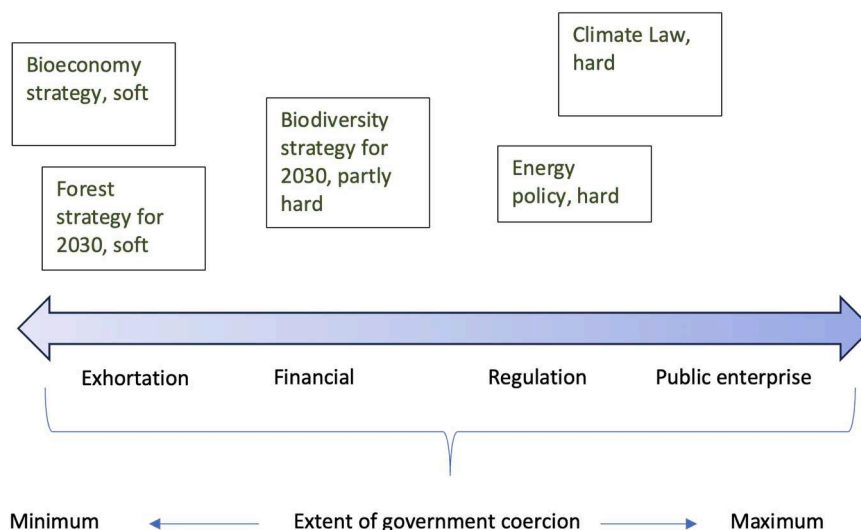 Bioeconomy
strategy, soft
Forest
strategy for
2030, soft
Biodiversity
strategy for
2030, partly
hard
Climate Law,
hard
Energy
policy, hard
Exhortation
Financial
Regulation
Public enterprise
Minimum
Extent of government coercion
Maximum